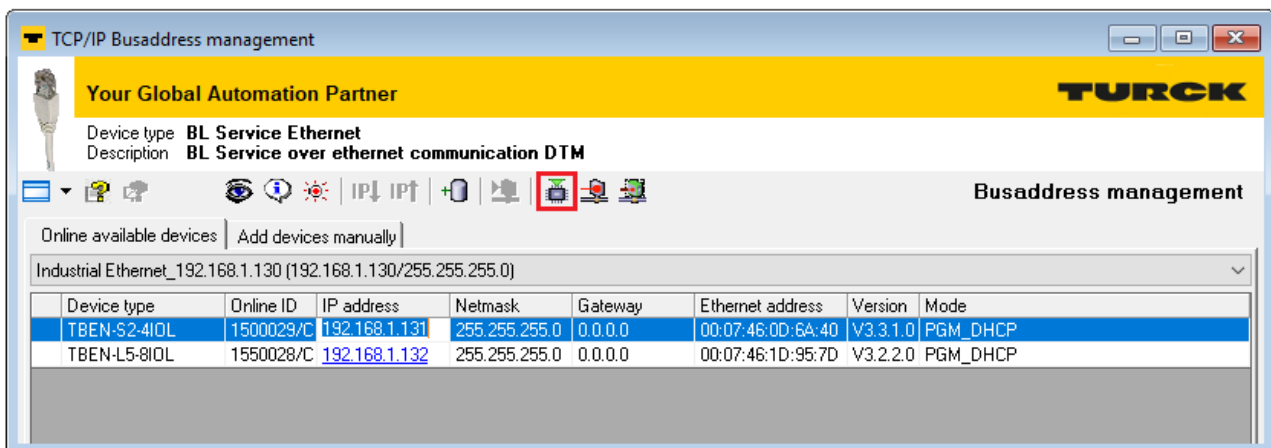 TCP/IP Busaddress management
Your Global Automation Partner
TURCK
Device type BL Service Ethernet
Description BL Service over ethernet communication DTM
IP↓ IP↑ Busaddress management
Online available devices Add devices manually
Industrial Ethernet_192.168.1.130 (192.168.1.130/255.255.255.0)
Device type Online ID IP address Netmask Gateway Ethernet address Version Mode
TBEN-S2-4IOL 1500029/C 192.168.1.131 255.255.255.0 0.0.0.0 00:07:46:0D:6A:40 V3.3.1.0 PGM_DHCP
TBEN-L5-8IOL 1550028/C 192.168.1.132 255.255.255.0 0.0.0.0 00:07:46:1D:95:7D V3.2.2.0 PGM_DHCP